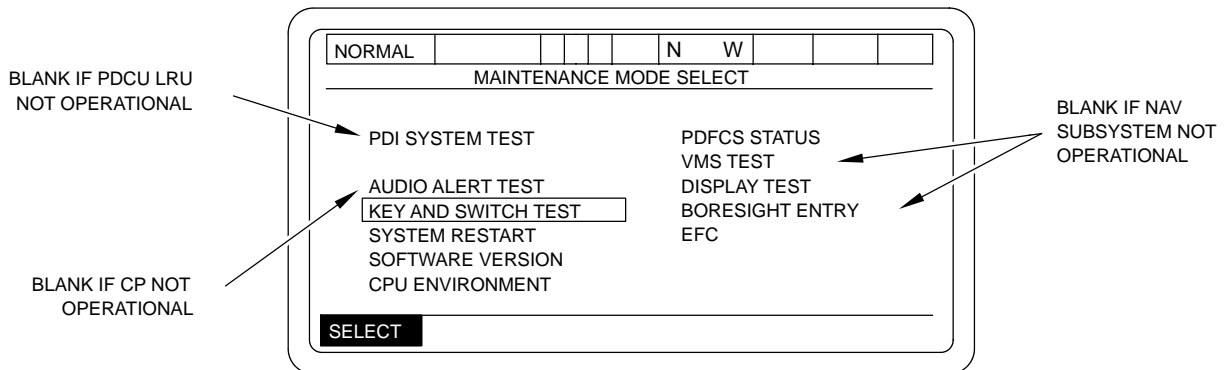 NORMAL N W
MAINTENANCE MODE SELECT
BLANK IF PDCU LRU
NOT OPERATIONAL
PDI SYSTEM TEST
AUDIO ALERT TEST
KEY AND SWITCH TEST
SYSTEM RESTART
SOFTWARE VERSION
CPU ENVIRONMENT
BLANK IF CP NOT
OPERATIONAL
PDFCS STATUS
VMS TEST
DISPLAY TEST
BORESIGHT ENTRY
EFC
BLANK IF NAV
SUBSYSTEM NOT
OPERATIONAL
SELECT